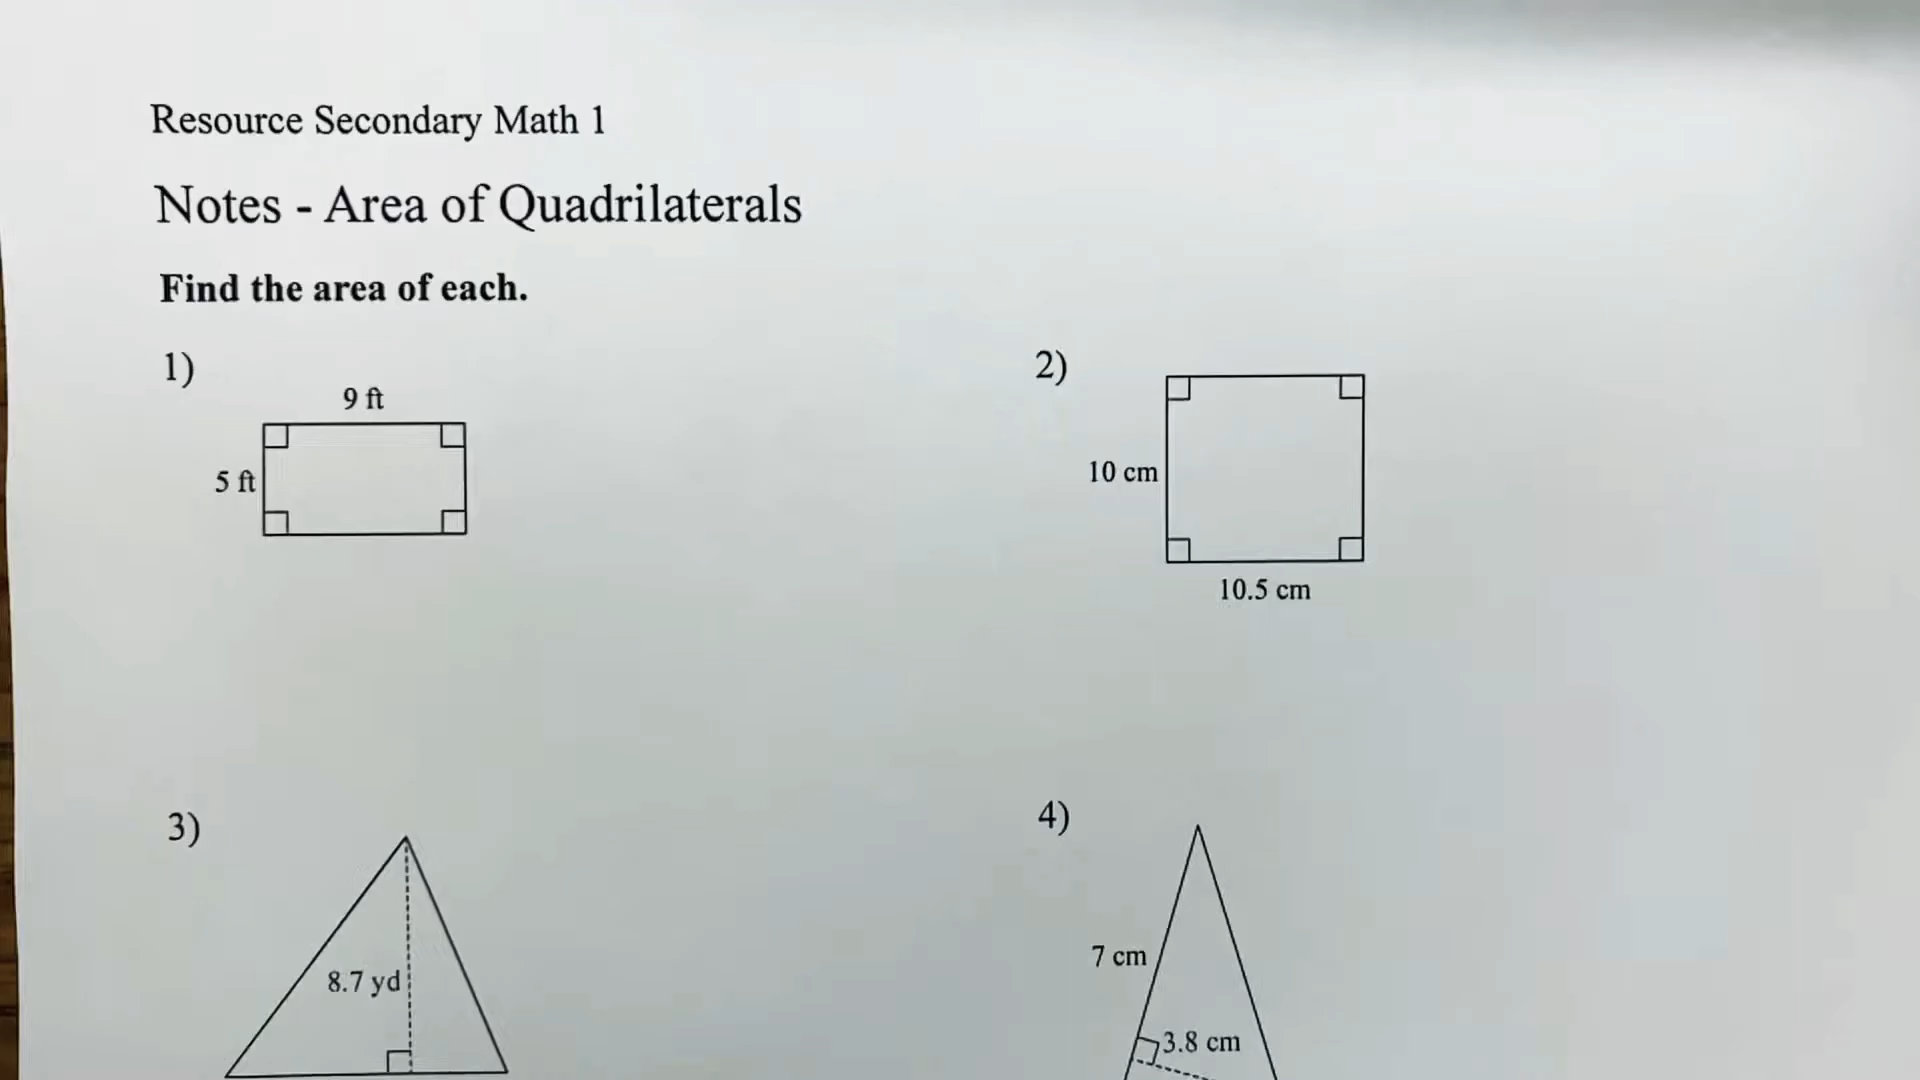 Resource Secondary Math 1
Notes - Area of Quadrilaterals
Find the area of each.
1)
9 ft
5 ft
2)
10 cm
10.5 cm
3)
8.7 yd
4)
7 cm
3.8 cm